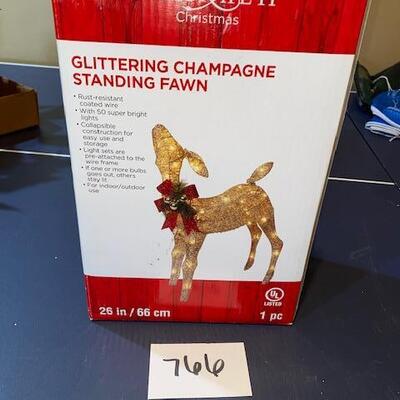 Christmas
GLITTERING CHAMPAGNE
STANDING FAWN
• Rust-resistant
coated wire
• With 50 super bright
lights
• Collapsible
construction for
easy use and
storage
• Light sets are
pre-attached to the
wire frame
• If one or more bulbs
goes out, others
stay lit
• For indoor/outdoor
use
UL
LISTED
26 in / 66 cm
1 pc
766